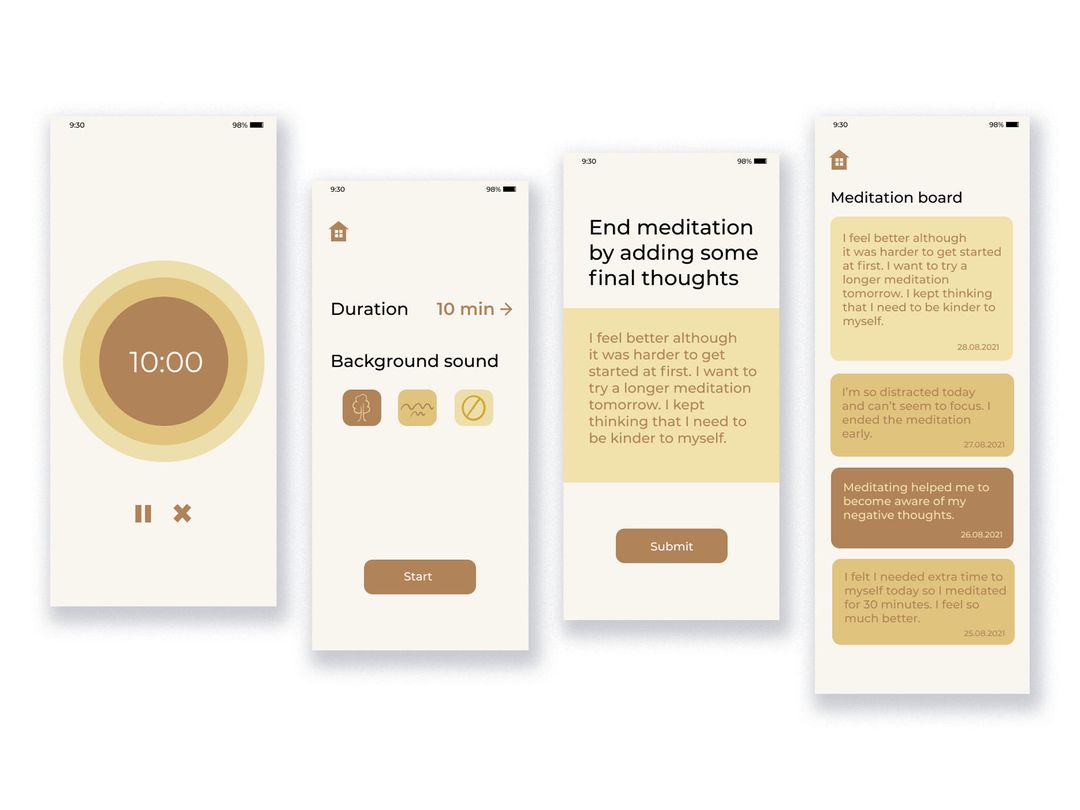 9:30 98%
10:00
9:30 98%
Duration 10 min →
Background sound
Start
9:30 98%
End meditation
by adding some
final thoughts
I feel better although
it was harder to get
started at first. I want to
try a longer meditation
tomorrow. I kept
thinking that I need to
be kinder to myself.
Submit
9:30 98%
Meditation board
I feel better although
it was harder to get started
at first. I want to try a
longer meditation
tomorrow. I kept thinking
that I need to be kinder to
myself.
28.08.2021
I'm so distracted today
and can't seem to focus. I
ended the meditation
early.
27.08.2021
Meditating helped me to
become aware of my
negative thoughts.
26.08.2021
I felt I needed extra time to
myself today so I meditated
for 30 minutes. I feel so
much better.
25.08.2021